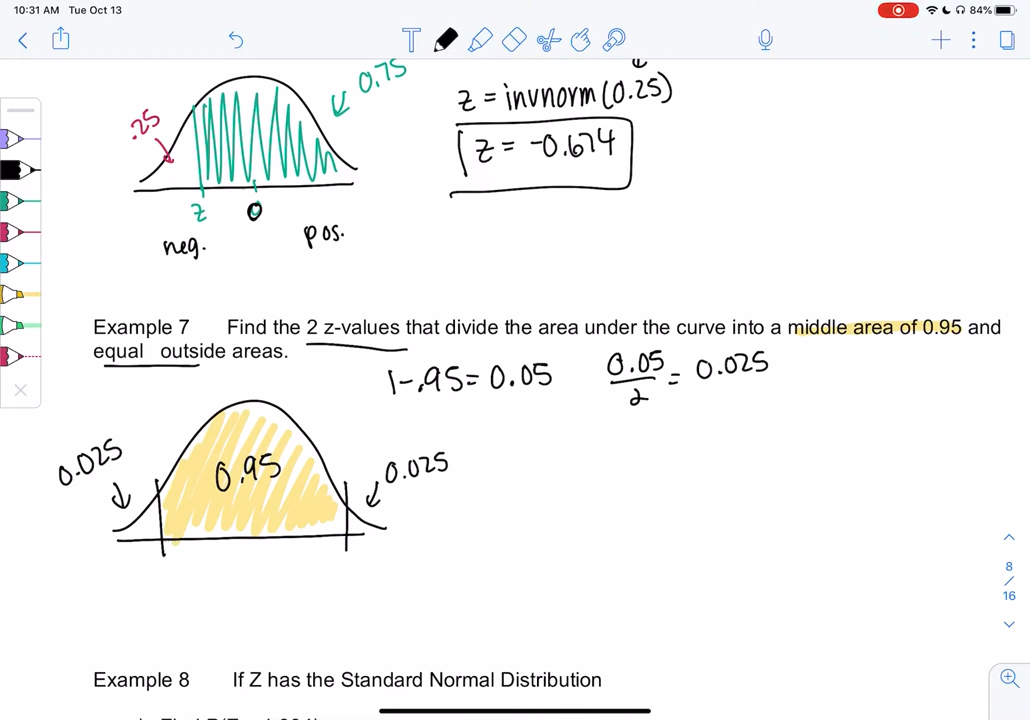 10:31 AM Tue Oct 13
84%
T
0.75
.25
z = invnorm(0.25)
z = -0.674
z
0
neg.
pos.
Example 7 Find the 2 z-values that divide the area under the curve into a middle area of 0.95 and
equal outside areas.
1-.95=0.05
0.05/2 = 0.025
0.025
0.95
0.025
8
/
16
Example 8 If Z has the Standard Normal Distribution